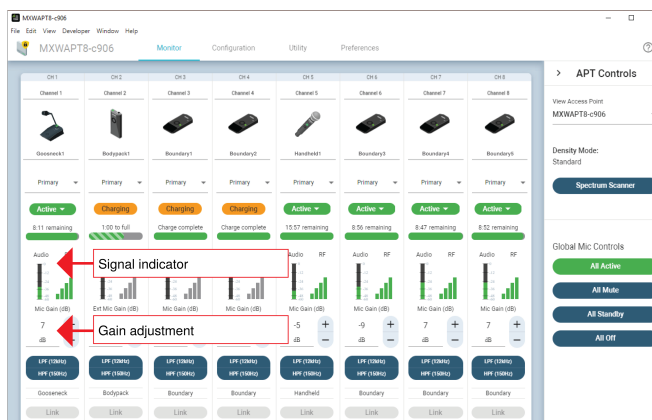 MXWAPT8-c906
File Edit View Developer Window Help
MXWAPT8-c906 Monitor Configuration Utility Preferences
CH 1 CH 2 CH 3 CH 4 CH 5 CH 6 CH 7 CH 8
Channel 1 Channel 2 Channel 3 Channel 4 Channel 5 Channel 6 Channel 7 Channel 8
Gooseneck1 Bodypack1 Boundary1 Boundary2 Handheld1 Boundary3 Boundary4 Boundary5
Primary Primary Primary Primary Primary Primary Primary Primary
Active Charging Charging Charging Active Active Active Active
8:11 remaining 1:00 to full Charge complete Charge complete 15:57 remaining 8:56 remaining 8:47 remaining 8:52 remaining
Audio RF Audio RF Audio RF Audio RF Audio RF
Signal indicator
Mic Gain (dB) Ext Mic Gain (dB) Mic Gain (dB) Mic Gain (dB) Mic Gain (dB) Mic Gain (dB) Mic Gain (dB) Mic Gain (dB)
7 + -5 + -9 + 7 + 7 +
Gain adjustment
dB dB − dB − dB − dB −
LPF (12kHz) LPF (12kHz) LPF (12kHz) LPF (12kHz) LPF (12kHz) LPF (12kHz) LPF (12kHz) LPF (12kHz)
HPF (150Hz) HPF (150Hz) HPF (150Hz) HPF (150Hz) HPF (150Hz) HPF (150Hz) HPF (150Hz) HPF (150Hz)
Gooseneck Bodypack Boundary Boundary Handheld Boundary Boundary Boundary
Link Link Link Link Link Link Link Link
> APT Controls
View Access Point
MXWAPT8-c906
Density Mode:
Standard
Spectrum Scanner
Global Mic Controls
All Active
All Mute
All Standby
All Off